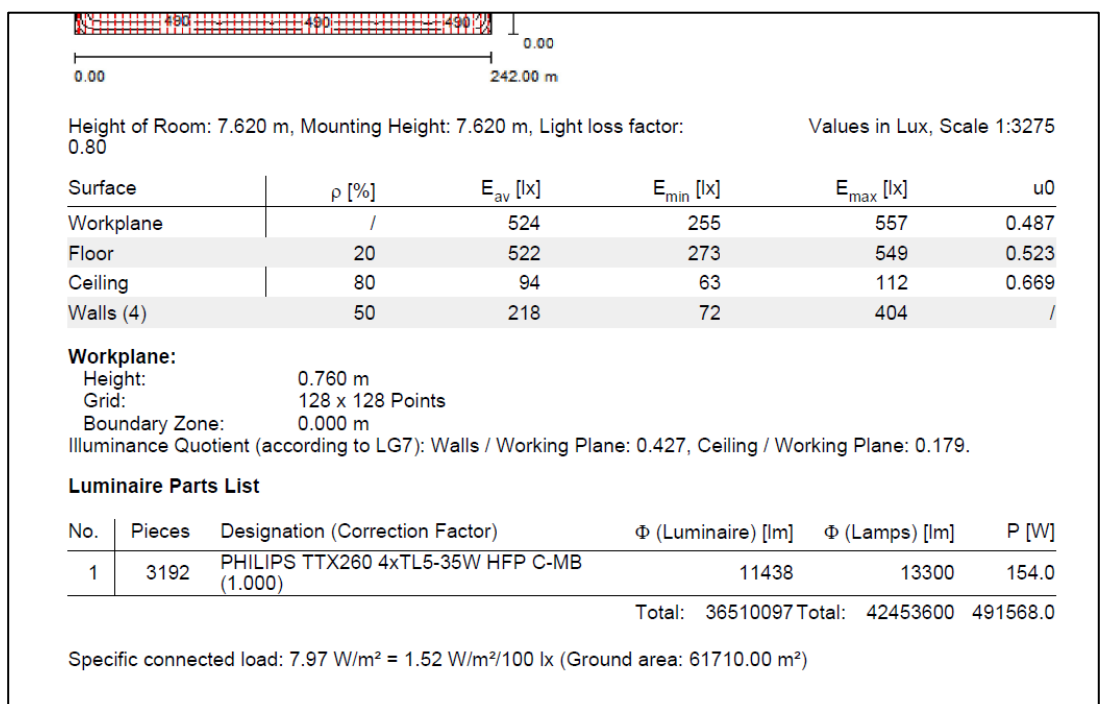 490 490 490
0.00
0.00 242.00 m
Height of Room: 7.620 m, Mounting Height: 7.620 m, Light loss factor: Values in Lux, Scale 1:3275
0.80
Surface ρ [%] Eav [lx] Emin [lx] Emax [lx] u0
Workplane / 524 255 557 0.487
Floor 20 522 273 549 0.523
Ceiling 80 94 63 112 0.669
Walls (4) 50 218 72 404 /
Workplane:
Height: 0.760 m
Grid: 128 x 128 Points
Boundary Zone: 0.000 m
Illuminance Quotient (according to LG7): Walls / Working Plane: 0.427, Ceiling / Working Plane: 0.179.
Luminaire Parts List
No. Pieces Designation (Correction Factor) Φ (Luminaire) [lm] Φ (Lamps) [lm] P [W]
1 3192 PHILIPS TTX260 4xTL5-35W HFP C-MB 11438 13300 154.0
(1.000)
Total: 36510097 Total: 42453600 491568.0
Specific connected load: 7.97 W/m² = 1.52 W/m²/100 lx (Ground area: 61710.00 m²)